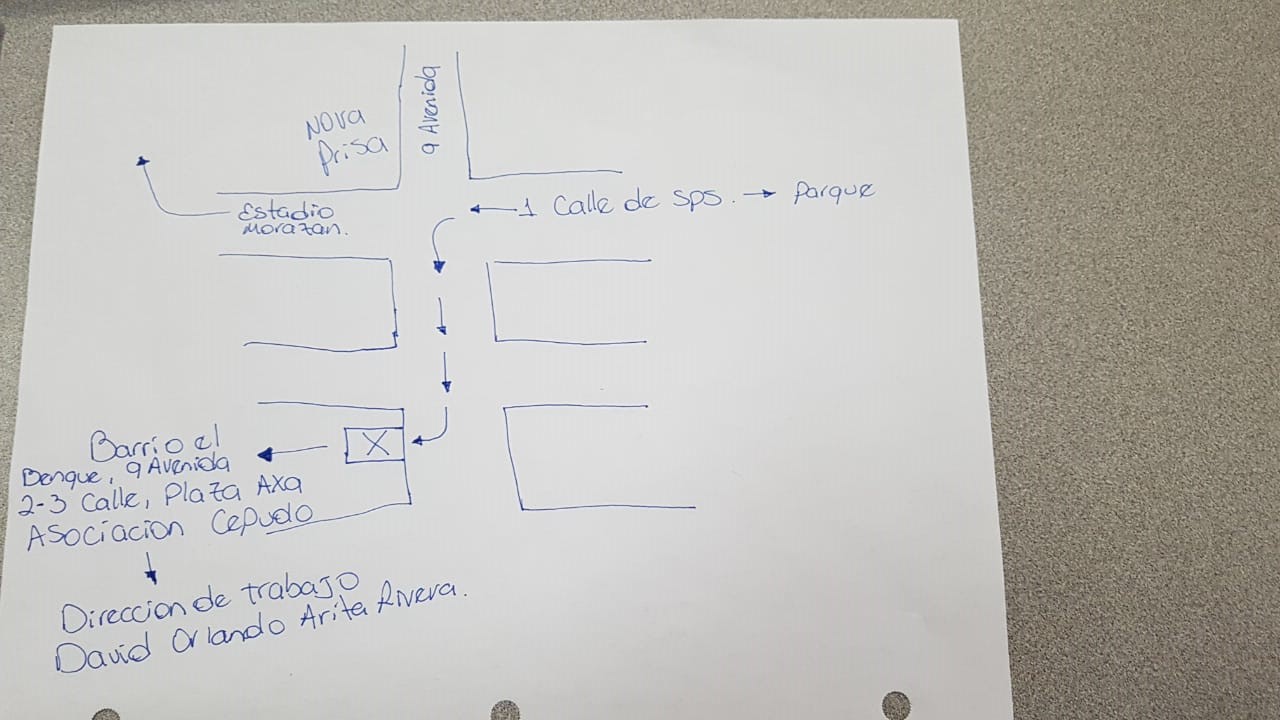 9 Avenida
Nova
Prisa
Estadio
Morazan.
1 Calle de SPS. → Parque
X
Barrio el
Benque, 9 Avenida
2-3 Calle, Plaza AXa
Asociacion Cepudo
Direccion de trabajo
David Orlando Arita Rivera.